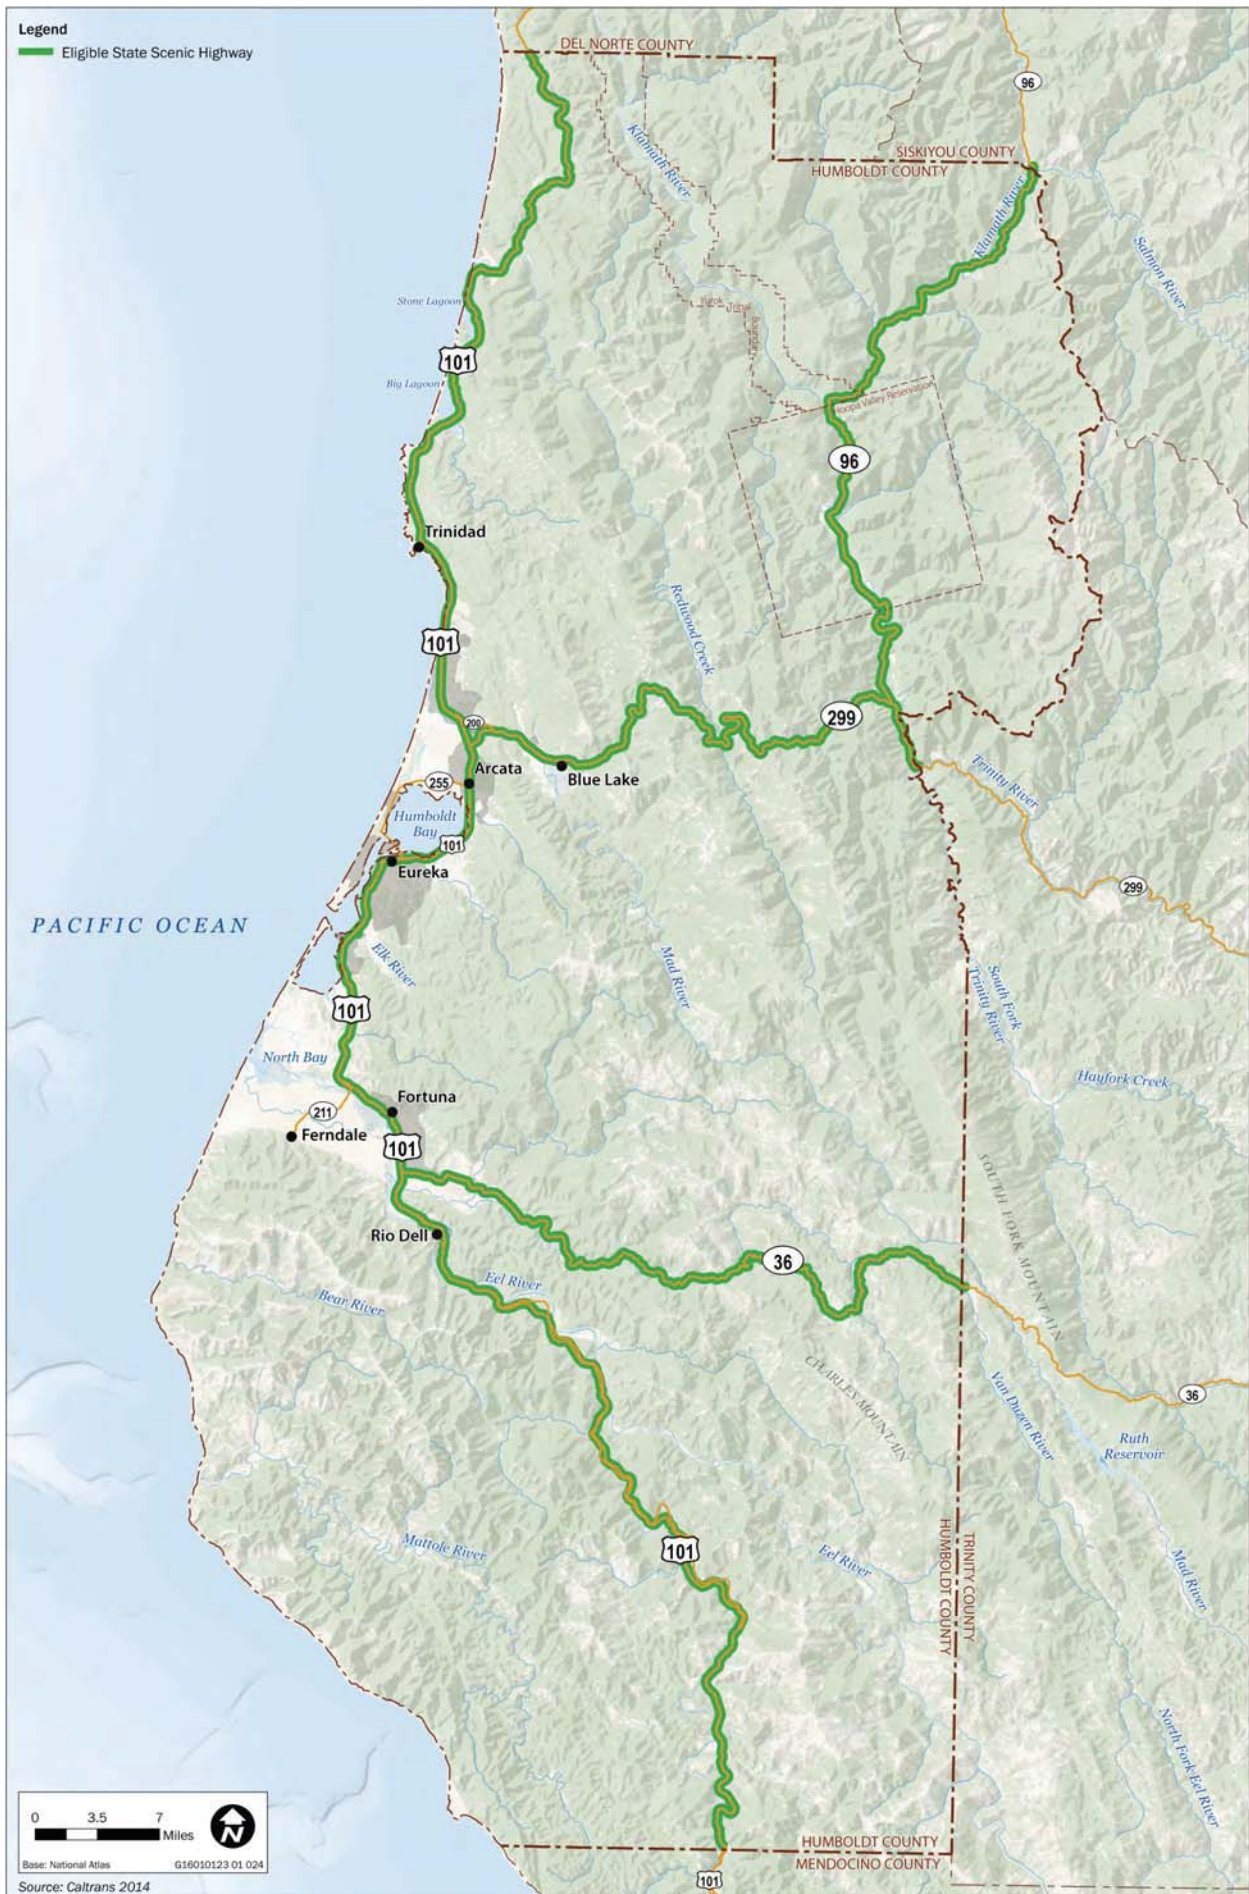 Legend
Eligible State Scenic Highway
DEL NORTE COUNTY
96
SISKIYOU COUNTY
HUMBOLDT COUNTY
Klamath River
Klamath River
Salmon River
Stone Lagoon
Yurok Tribal
Boundary
101
Big Lagoon
Hoopa Valley Reservation
96
Trinidad
Redwood Creek
101
299
200
Arcata
Blue Lake
255
Trinity River
Humboldt
Bay
101
Eureka
299
PACIFIC OCEAN
Elk River
Mad River
South Fork
Trinity River
101
North Bay
Hayfork Creek
Fortuna
211
Ferndale
101
SOUTH FORK MOUNTAIN
Rio Dell
36
Eel River
Bear River
CHARLES MOUNTAIN
Van Duzen River
36
Ruth
Reservoir
Mattole River
101
Eel River
HUMBOLDT COUNTY
TRINITY COUNTY
Mad River
North Fork Eel River
0 3.5 7
Miles
N
Base: National Atlas G16010123 01 024
Source: Caltrans 2014
HUMBOLDT COUNTY
MENDOCINO COUNTY
101